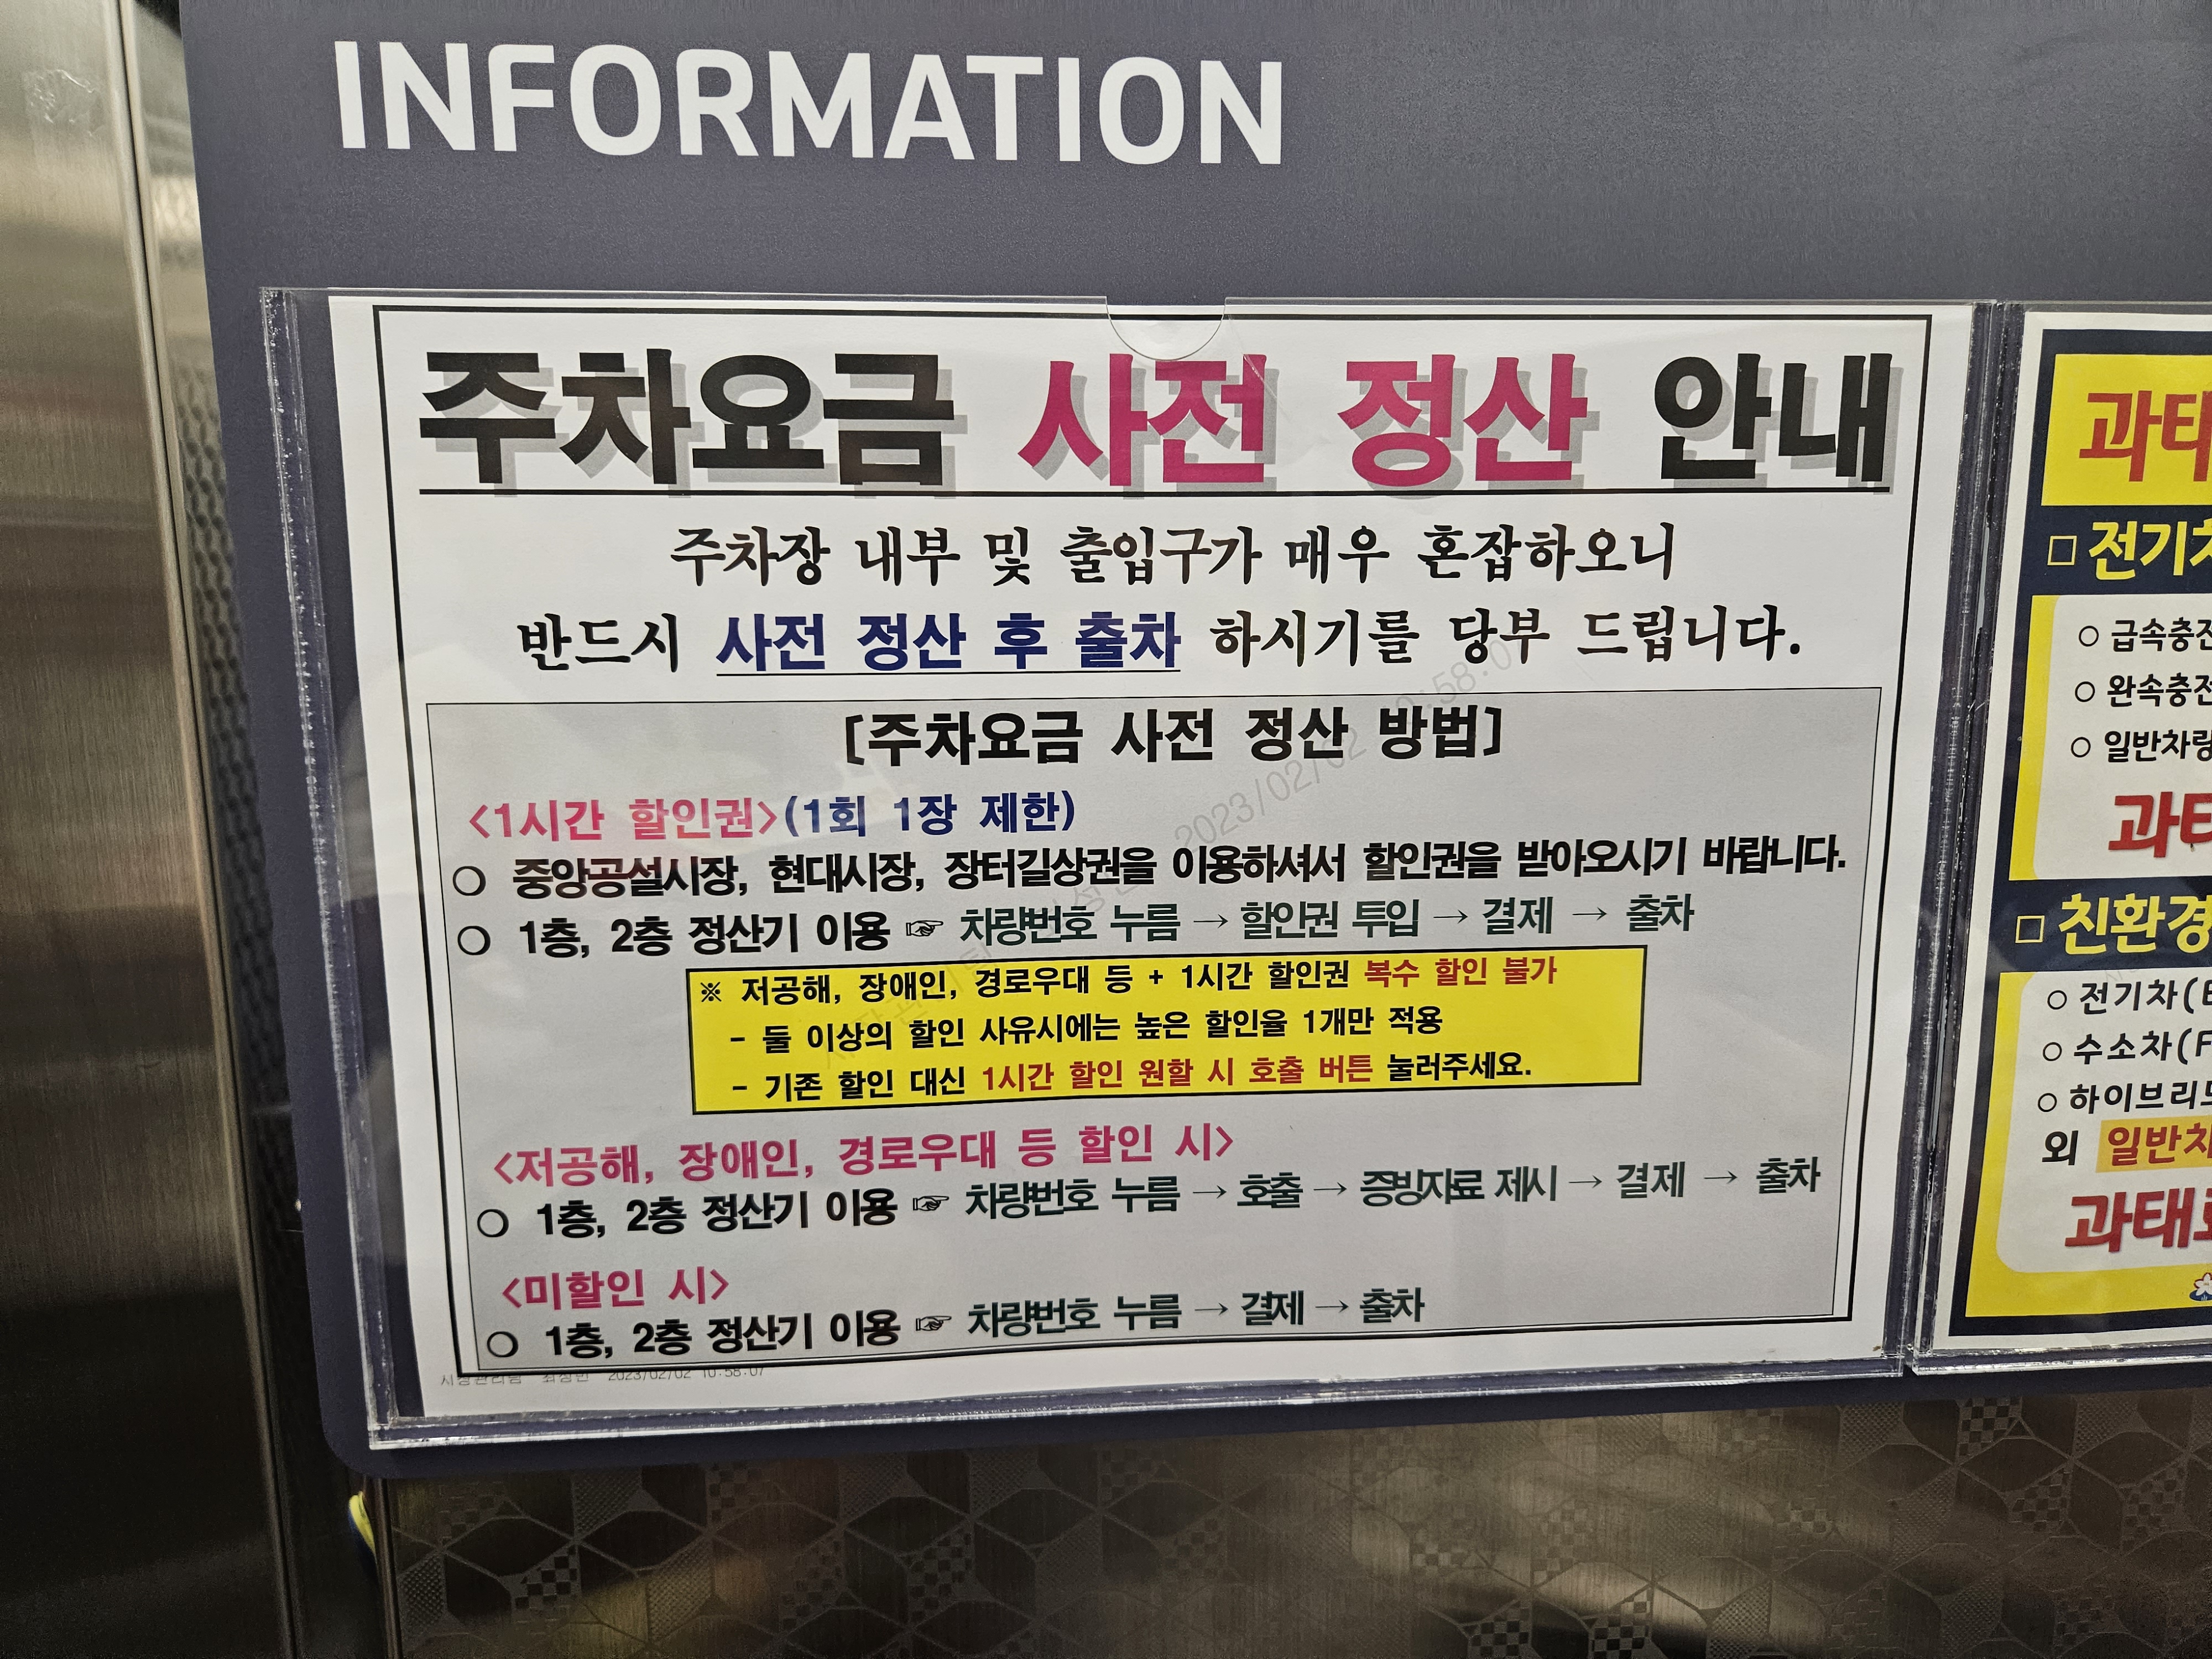 INFORMATION
주차요금 사전 정산 안내
주차장 내부 및 출입구가 매우 혼잡하오니
반드시 사전 정산 후 출차 하시기를 당부 드립니다.
[주차요금 사전 정산 방법]
<1시간 할인권>(1회 1장 제한)
○ 중앙공설시장, 현대시장, 장터길상권을 이용하셔서 할인권을 받아오시기 바랍니다.
○ 1층, 2층 정산기 이용 ☞ 차량번호 누름 → 할인권 투입 → 결제 → 출차
※ 저공해, 장애인, 경로우대 등 + 1시간 할인권 복수 할인 불가
- 둘 이상의 할인 사유시에는 높은 할인율 1개만 적용
- 기존 할인 대신 1시간 할인 원할 시 호출 버튼 눌러주세요.
<저공해, 장애인, 경로우대 등 할인 시>
○ 1층, 2층 정산기 이용 ☞ 차량번호 누름 → 호출 → 증빙자료 제시 → 결제 → 출차
<미할인 시>
○ 1층, 2층 정산기 이용 ☞ 차량번호 누름 → 결제 → 출차
2023/02/02 10:58:07
과태
□ 전기차
○ 급속충전
○ 완속충전
○ 일반차량
과태
□ 친환경
○ 전기차(E
○ 수소차(F
○ 하이브리드
외 일반차
과태료